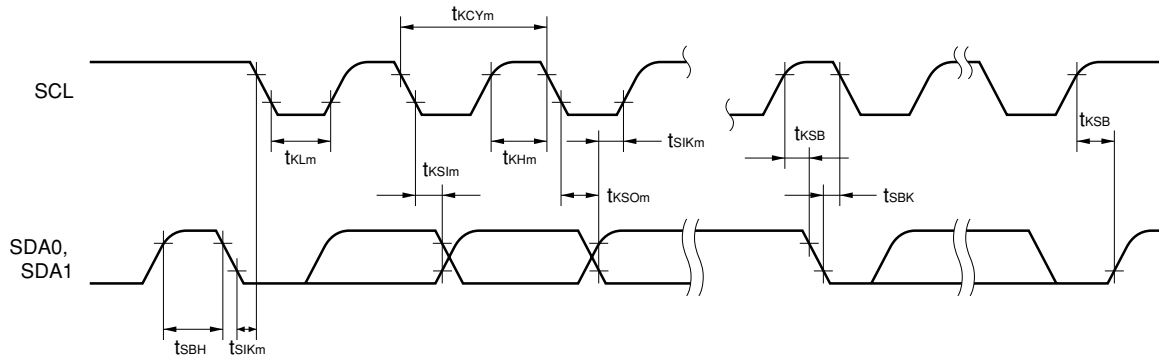 tKCYm
SCL
tKLm
tKHm
tSIKm
tKSB
tKSB
tKSIm
tKSOm
tSBK
SDA0,
SDA1
tSBH
tSIKm